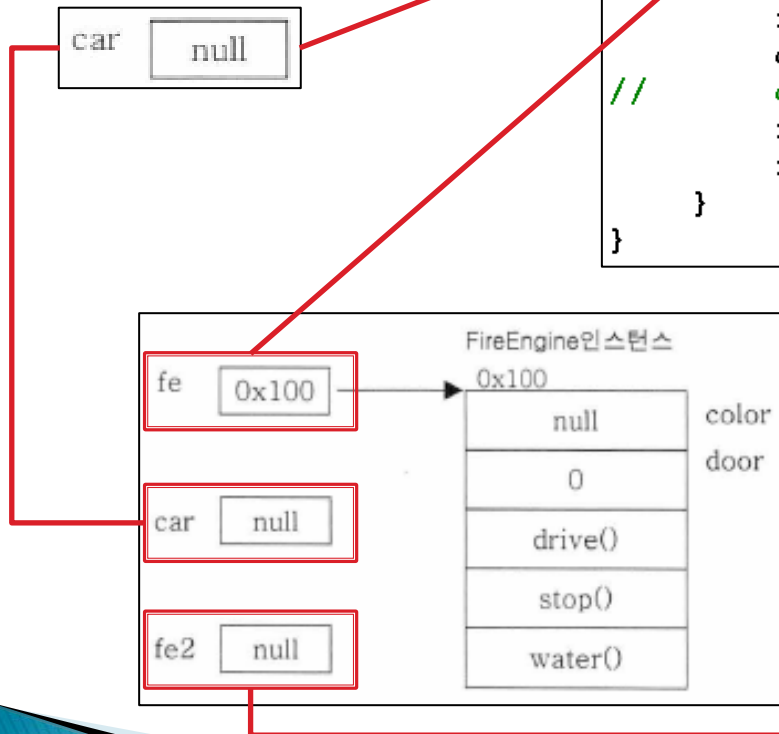 car null
//
}
}
FireEngine인스턴스
fe 0x100 0x100
null color
0 door
car null
drive()
stop()
fe2 null
water()